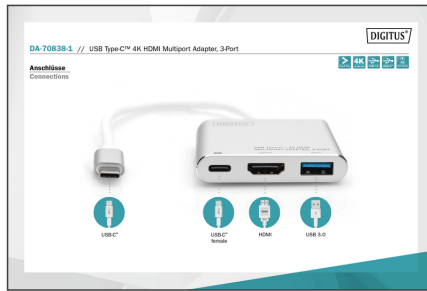 DIGITUS®
DA-70838-1 // USB Type-C™ 4K HDMI Multiport Adapter, 3-Port
4K
Anschlüsse
Connections
DIGITUS®
USB-C™
USB-C™
female
HDMI
USB 3.0